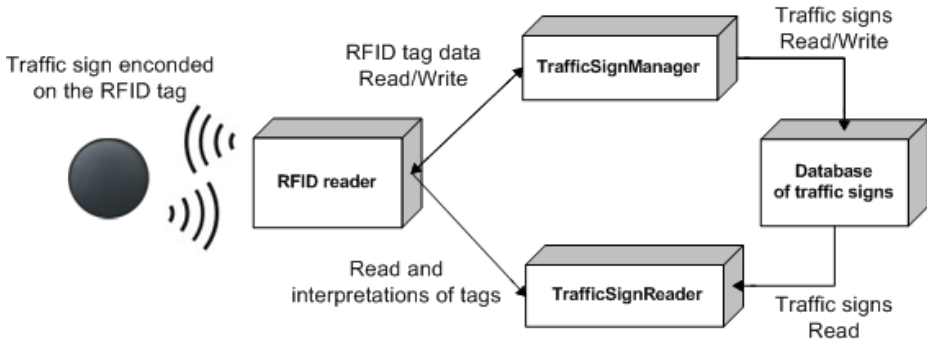 Traffic sign enconded
on the RFID tag
RFID reader
RFID tag data
Read/Write
TrafficSignManager
Traffic signs
Read/Write
Database
of traffic signs
Read and
interpretations of tags
TrafficSignReader
Traffic signs
Read